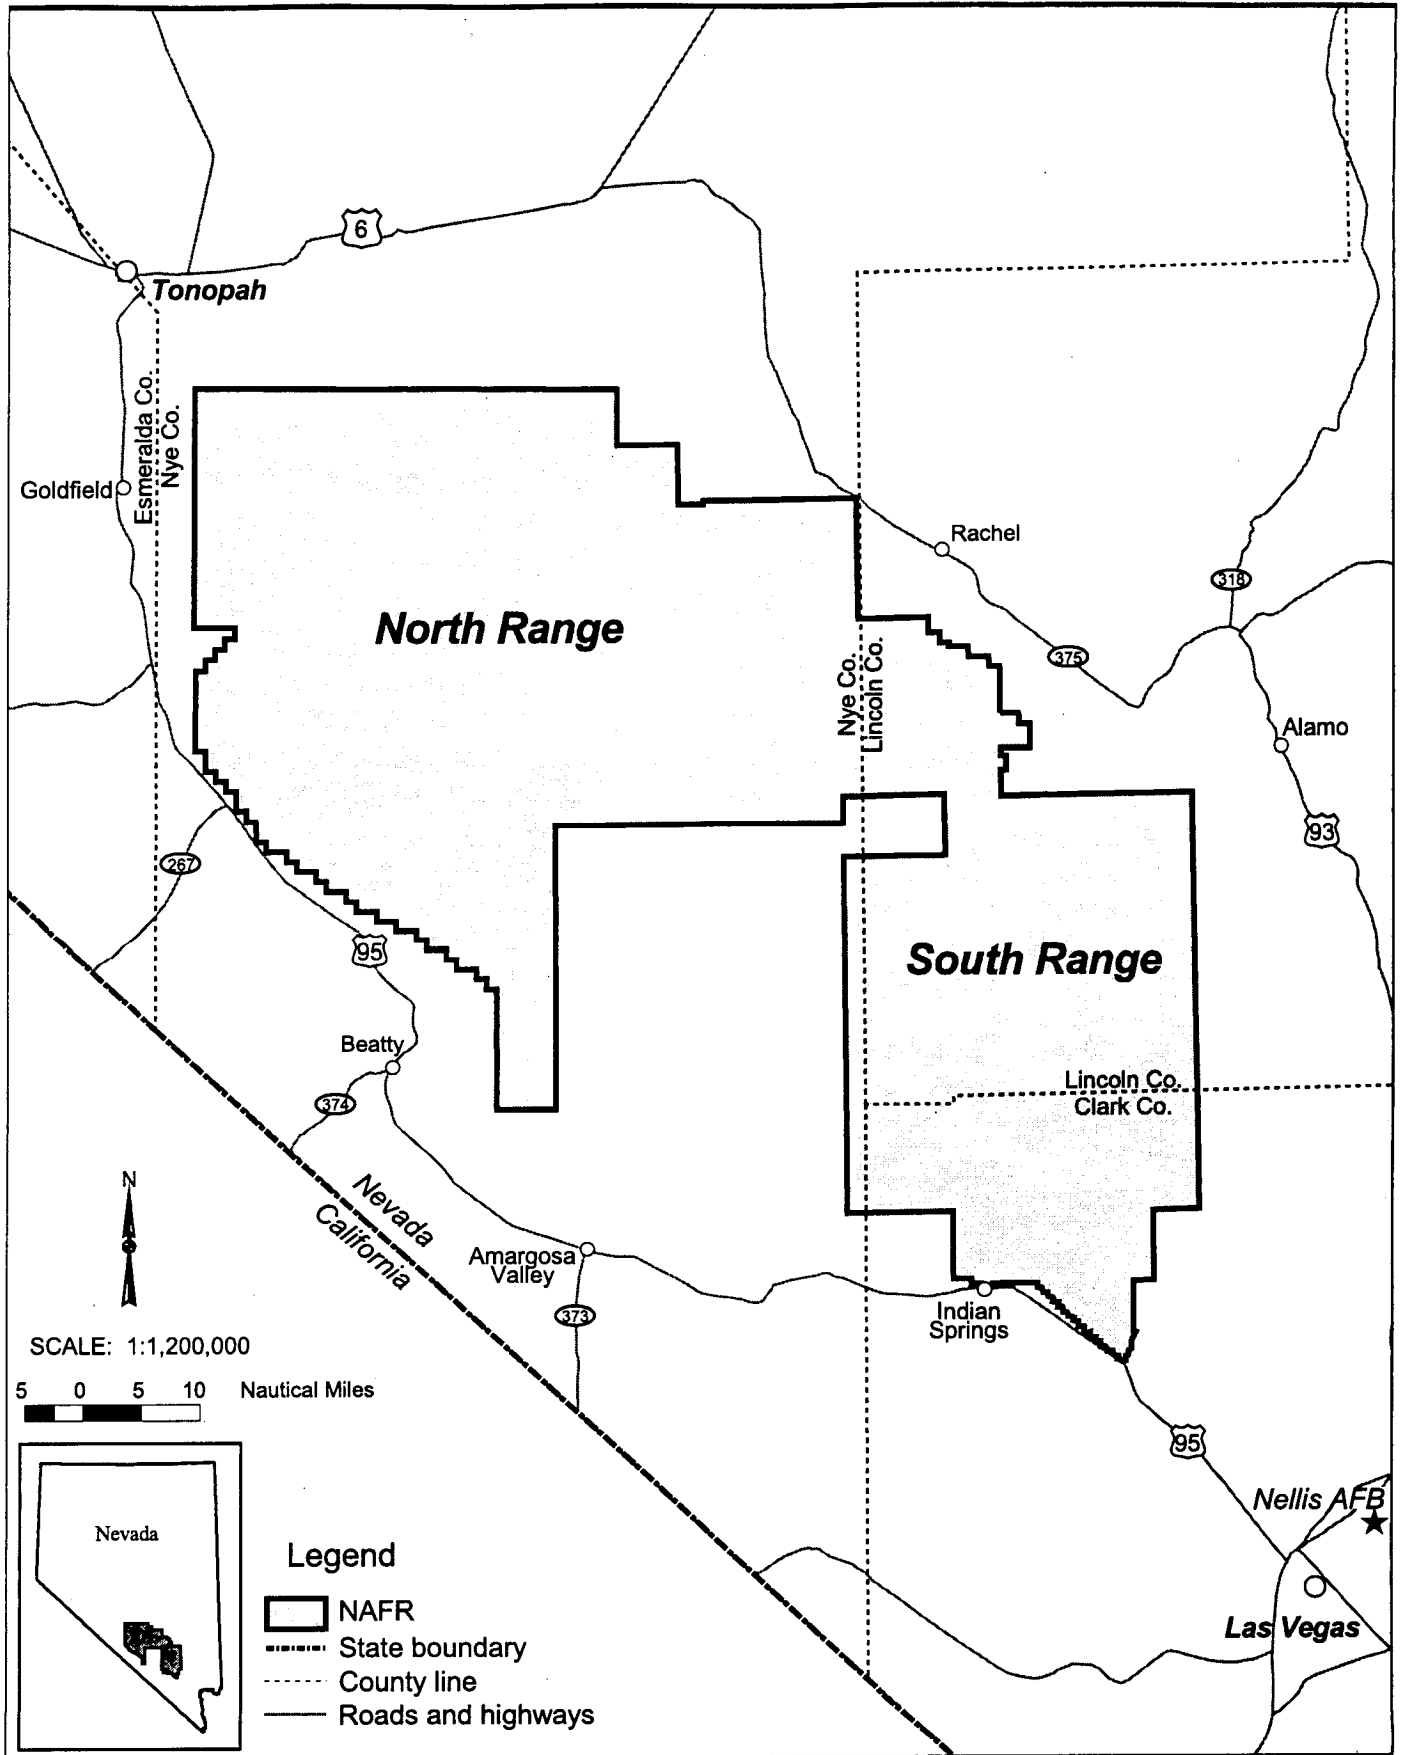 6
Tonopah
Esmeralda Co.
Nye Co.
Goldfield
Rachel
318
North Range
375
Nye Co.
Lincoln Co.
Alamo
93
267
95
South Range
Beatty
Lincoln Co.
Clark Co.
374
N
Nevada
California
Amargosa
Valley
373
Indian
Springs
SCALE: 1:1,200,000
5 0 5 10 Nautical Miles
95
Nellis AFB
Nevada
Legend
NAFR
State boundary
County line
Roads and highways
Las Vegas